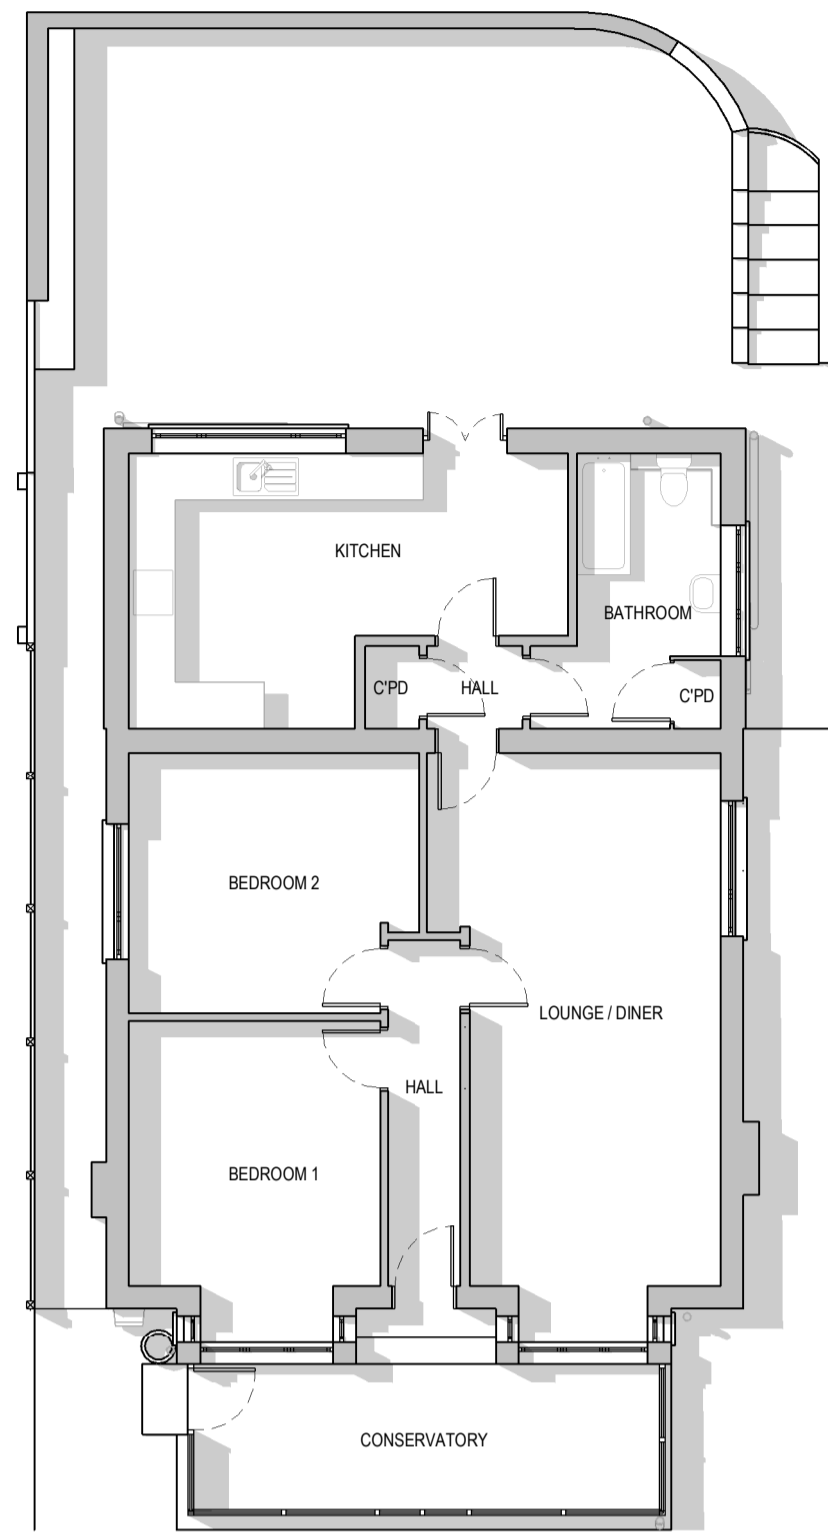 KITCHEN
BATHROOM
C'PD
HALL
C'PD
BEDROOM 2
LOUNGE / DINER
HALL
BEDROOM 1
CONSERVATORY